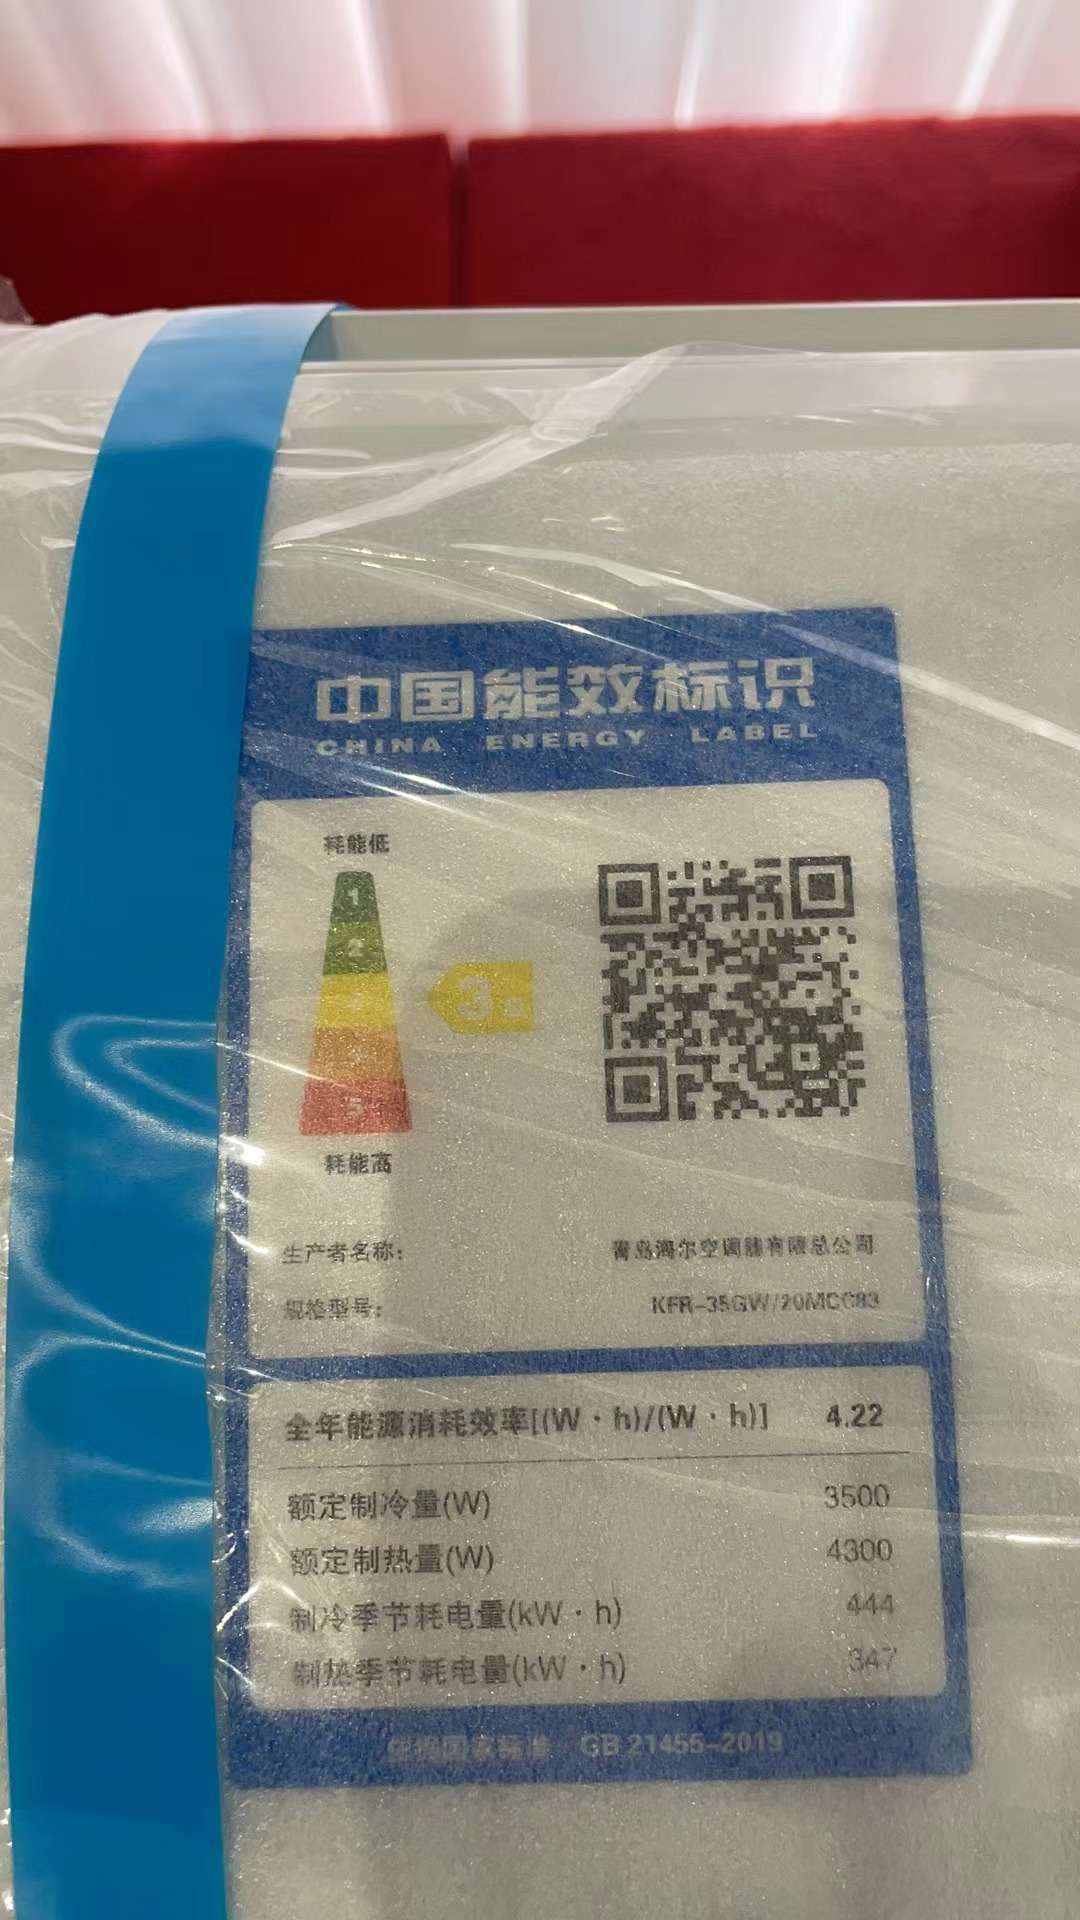 中国能效标识
CHINA ENERGY LABEL
耗能低
1
2
3
3级
4
5
耗能高
生产者名称: 青岛海尔空调器有限总公司
规格型号: KFR-35GW/20MCC83
全年能源消耗效率[(W·h)/(W·h)] 4.22
额定制冷量(W) 3500
额定制热量(W) 4300
制冷季节耗电量(kW·h) 444
制热季节耗电量(kW·h) 347
依据国家标准 GB 21455-2019